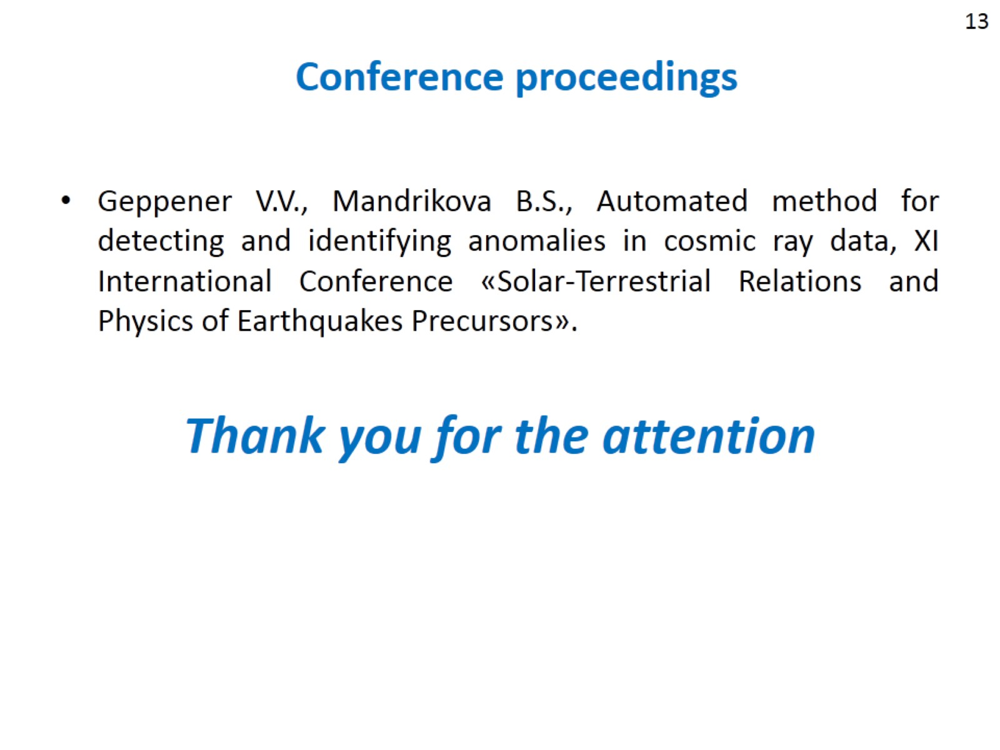 13
Conference proceedings
• Geppener V.V., Mandrikova B.S., Automated method for
detecting and identifying anomalies in cosmic ray data, XI
International Conference «Solar-Terrestrial Relations and
Physics of Earthquakes Precursors».
Thank you for the attention